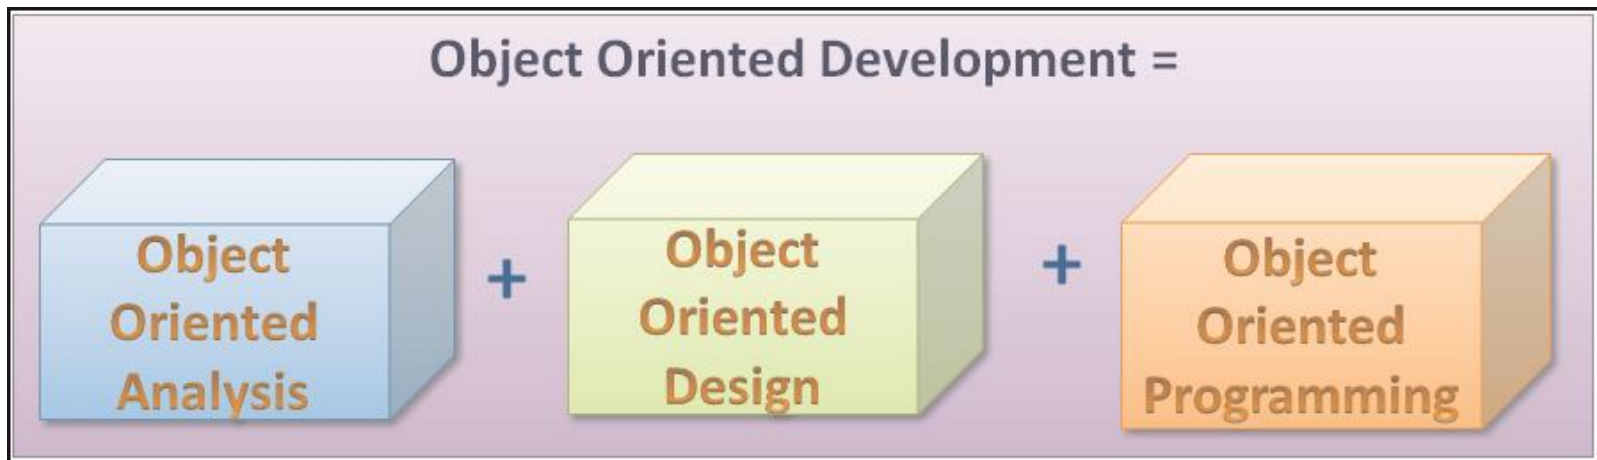 Object Oriented Development =
Object
Oriented
Analysis
+
Object
Oriented
Design
+
Object
Oriented
Programming